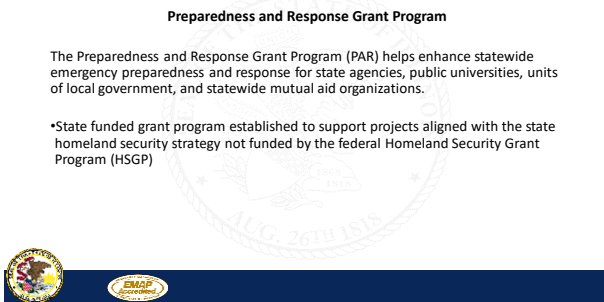 Preparedness and Response Grant Program
The Preparedness and Response Grant Program (PAR) helps enhance statewide
emergency preparedness and response for state agencies, public universities, units
of local government, and statewide mutual aid organizations.
•State funded grant program established to support projects aligned with the state
homeland security strategy not funded by the federal Homeland Security Grant
Program (HSGP)
1868
1818
AUG. 26TH 1818
EMAP
Accredited